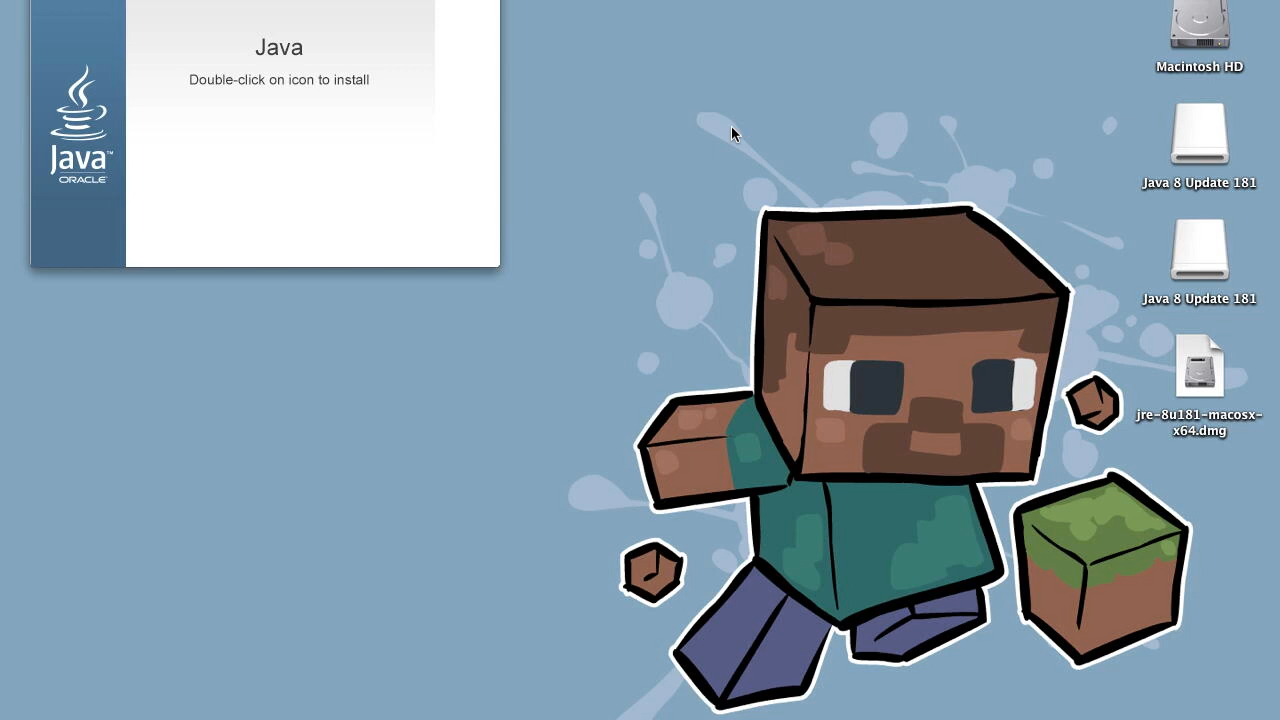 Java
Double-click on icon to install
Java™
ORACLE
Macintosh HD
Java 8 Update 181
Java 8 Update 181
jre-8u181-macosx-
x64.dmg